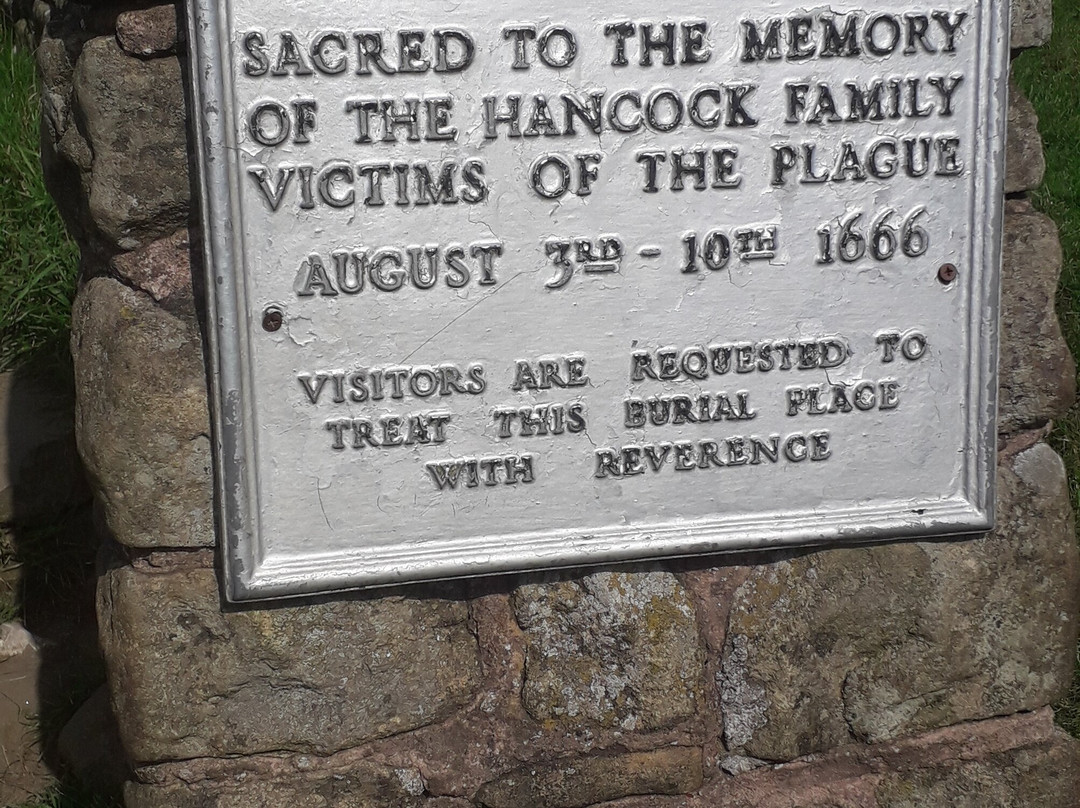 SACRED TO THE MEMORY
OF THE HANCOCK FAMILY
VICTIMS OF THE PLAGUE
AUGUST 3RD - 10TH 1666
VISITORS ARE REQUESTED TO
TREAT THIS BURIAL PLACE
WITH REVERENCE